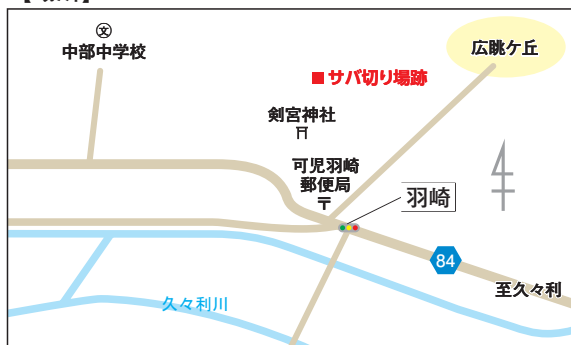 文
中部中学校
広眺ケ丘
■サバ切り場跡
剣宮神社
可児羽崎
郵便局
〒
羽崎
84
至久々利
久々利川